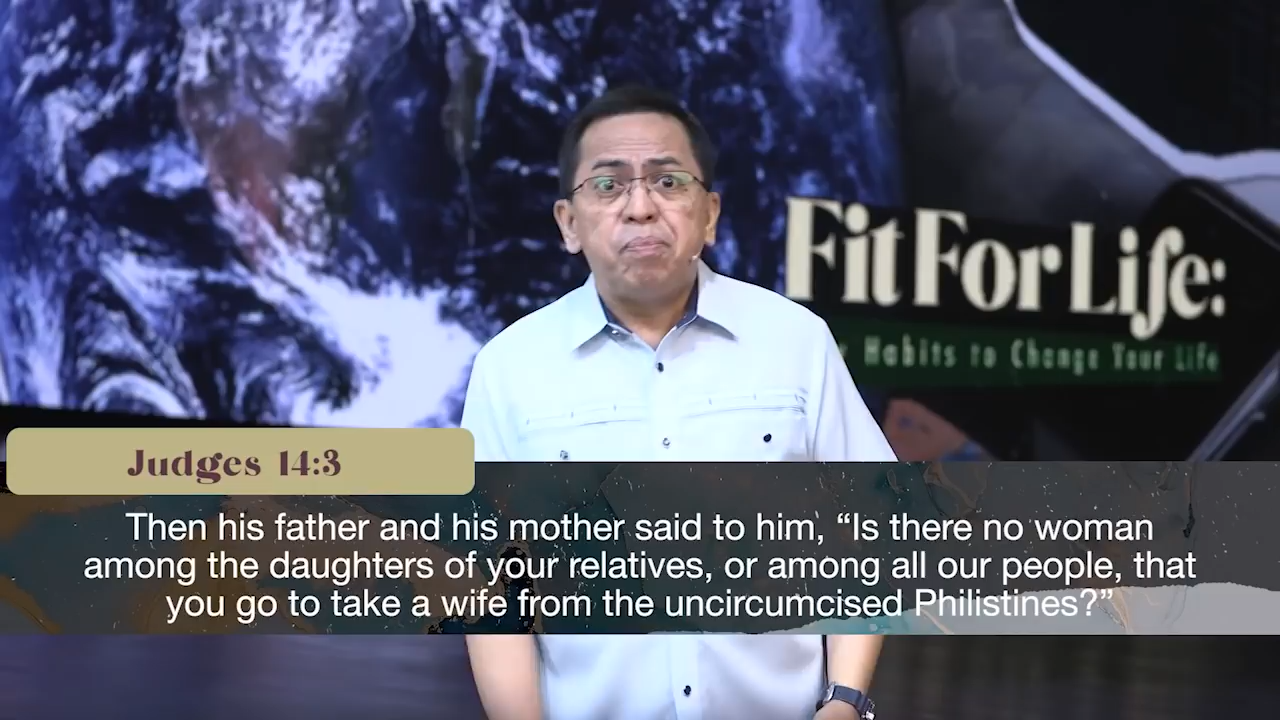 Fit For Life:
Habits to Change Your Life
Judges 14:3
Then his father and his mother said to him, “Is there no woman
among the daughters of your relatives, or among all our people, that
you go to take a wife from the uncircumcised Philistines?”